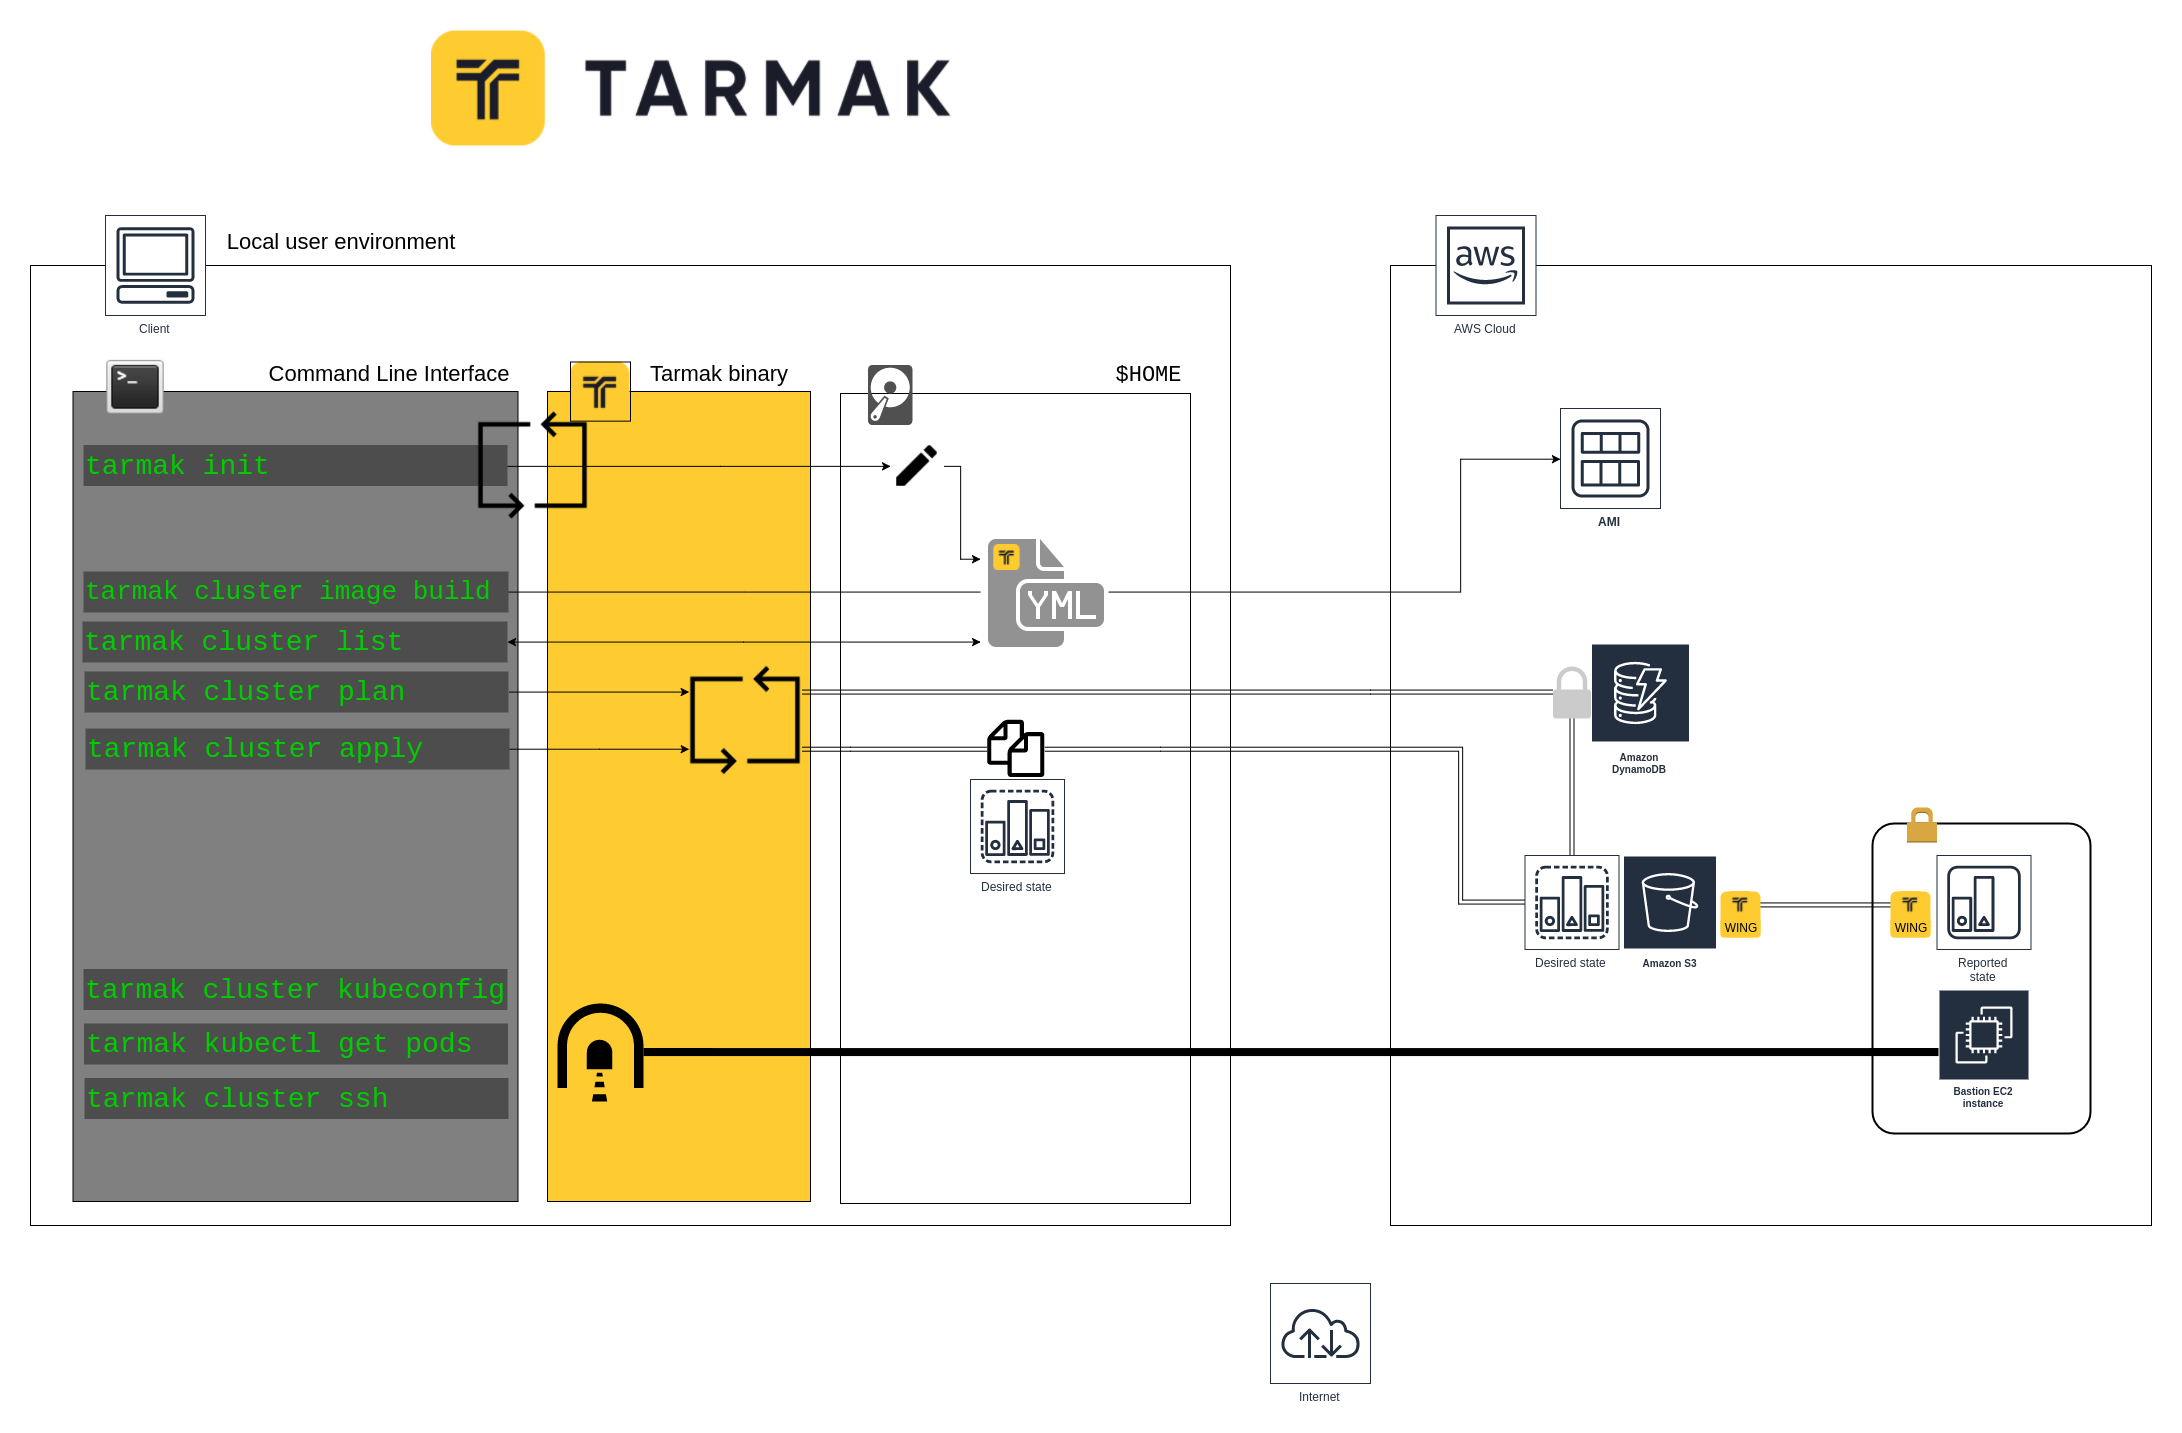 TARMAK
Local user environment
Client
aws
AWS Cloud
>_
Command Line Interface
Tarmak binary
$HOME
tarmak init
AMI
tarmak cluster image build
YML
tarmak cluster list
tarmak cluster plan
tarmak cluster apply
Amazon
DynamoDB
Desired state
WING
WING
Desired state
Amazon S3
Reported
state
tarmak cluster kubeconfig
tarmak kubectl get pods
tarmak cluster ssh
Bastion EC2
instance
Internet